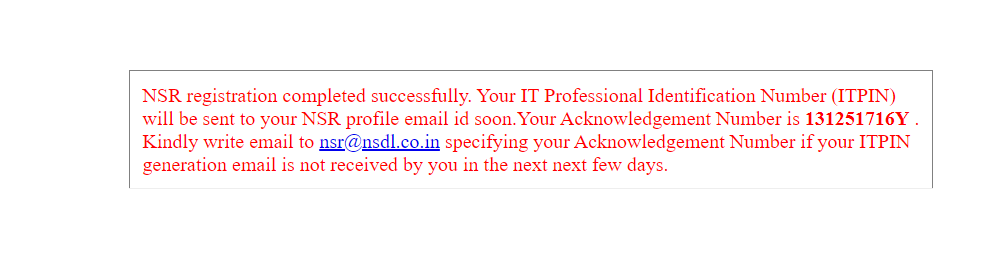 NSR registration completed successfully. Your IT Professional Identification Number (ITPIN)
will be sent to your NSR profile email id soon.Your Acknowledgement Number is 131251716Y .
Kindly write email to nsr@nsdl.co.in specifying your Acknowledgement Number if your ITPIN
generation email is not received by you in the next next few days.